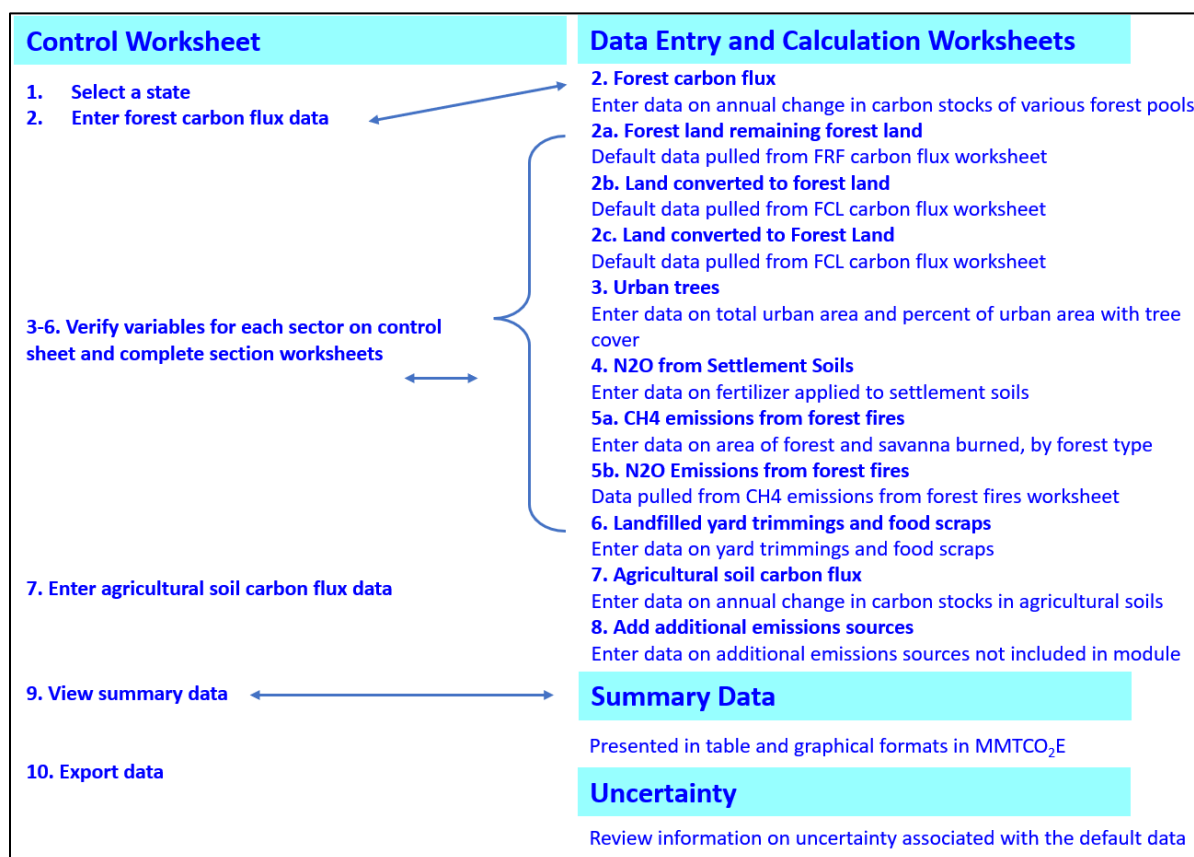 Control Worksheet
1. Select a state
2. Enter forest carbon flux data
3-6. Verify variables for each sector on control
sheet and complete section worksheets
7. Enter agricultural soil carbon flux data
9. View summary data
10. Export data
Data Entry and Calculation Worksheets
2. Forest carbon flux
Enter data on annual change in carbon stocks of various forest pools
2a. Forest land remaining forest land
Default data pulled from FRF carbon flux worksheet
2b. Land converted to forest land
Default data pulled from FCL carbon flux worksheet
2c. Land converted to Forest Land
Default data pulled from FCL carbon flux worksheet
3. Urban trees
Enter data on total urban area and percent of urban area with tree
cover
4. N2O from Settlement Soils
Enter data on fertilizer applied to settlement soils
5a. CH4 emissions from forest fires
Enter data on area of forest and savanna burned, by forest type
5b. N2O Emissions from forest fires
Data pulled from CH4 emissions from forest fires worksheet
6. Landfilled yard trimmings and food scraps
Enter data on yard trimmings and food scraps
7. Agricultural soil carbon flux
Enter data on annual change in carbon stocks in agricultural soils
8. Add additional emissions sources
Enter data on additional emissions sources not included in module
Summary Data
Presented in table and graphical formats in MMTCO₂E
Uncertainty
Review information on uncertainty associated with the default data